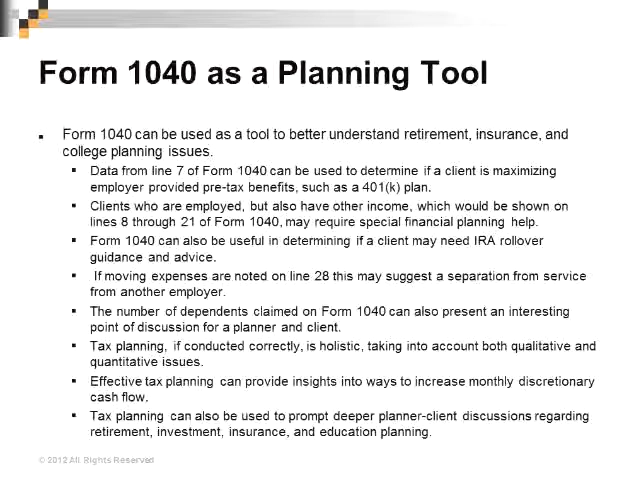 Form 1040 as a Planning Tool
Form 1040 can be used as a tool to better understand retirement, insurance, and
college planning issues.
Data from line 7 of Form 1040 can be used to determine if a client is maximizing
employer provided pre-tax benefits, such as a 401(k) plan.
Clients who are employed, but also have other income, which would be shown on
lines 8 through 21 of Form 1040, may require special financial planning help.
Form 1040 can also be useful in determining if a client may need IRA rollover
guidance and advice.
If moving expenses are noted on line 28 this may suggest a separation from service
from another employer.
The number of dependents claimed on Form 1040 can also present an interesting
point of discussion for a planner and client.
Tax planning, if conducted correctly, is holistic, taking into account both qualitative and
quantitative issues.
Effective tax planning can provide insights into ways to increase monthly discretionary
cash flow.
Tax planning can also be used to prompt deeper planner-client discussions regarding
retirement, investment, insurance, and education planning.
© 2012 All Rights Reserved